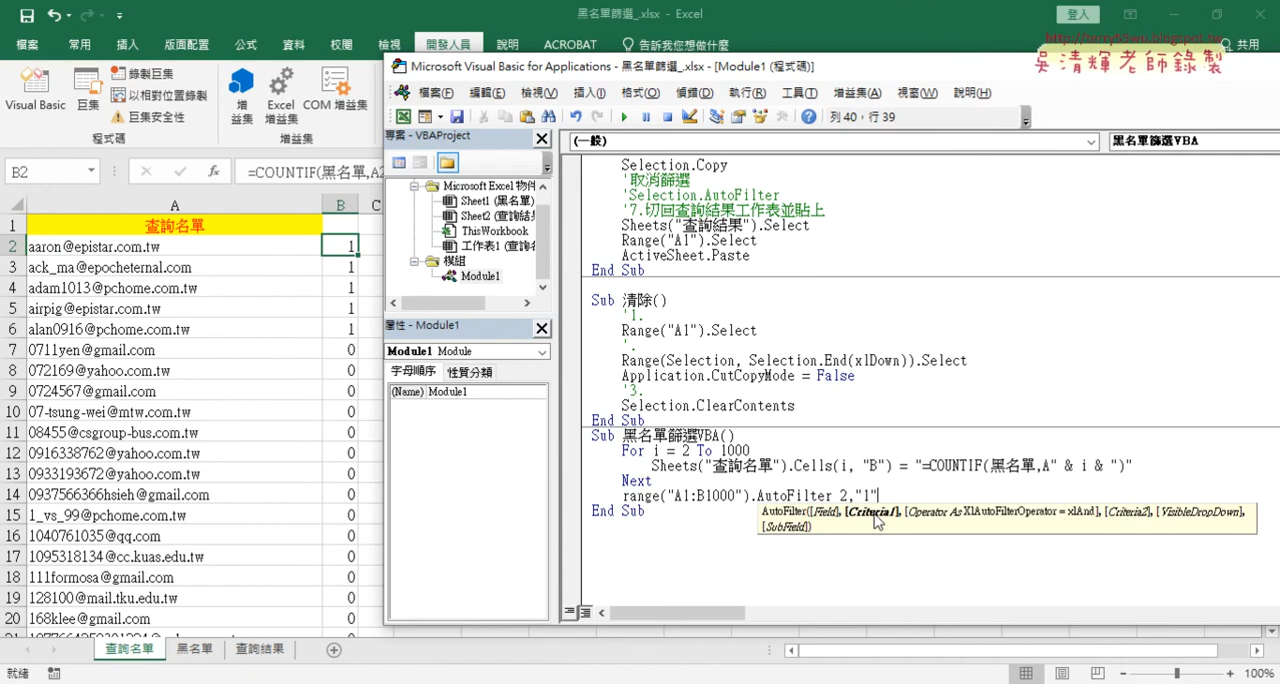 黑名單篩選_.xlsx - Excel
登入
http://terry55wu.blogspot.tw
吳清輝老師錄製
檔案 常用 插入 版面配置 公式 資料 校閱 檢視 開發人員 說明 ACROBAT 告訴我您想做什麼 共用
Visual Basic
巨集
錄製巨集
以相對位置錄製
巨集安全性
程式碼
增益集
Excel 增益集
COM 增益集
增益集
B2
=COUNTIF(黑名單,A2
A B C
1 查詢名單
2 aaron@epistar.com.tw 1
3 ack_ma@epocheternal.com 1
4 adam1013@pchome.com.tw 1
5 airpig@epistar.com.tw 1
6 alan0916@pchome.com.tw 1
7 0711yen@gmail.com 0
8 072169@yahoo.com.tw 0
9 0724567@gmail.com 0
10 07-tsung-wei@mtw.com.tw 0
11 08455@csgroup-bus.com.tw 0
12 0916338762@yahoo.com.tw 0
13 0933193672@yahoo.com.tw 0
14 0937566366hsieh@gmail.com 0
15 1_vs_99@pchome.com.tw 0
16 1040761035@qq.com 0
17 1095318134@cc.kuas.edu.tw 0
18 111formosa@gmail.com 0
19 128100@mail.tku.edu.tw 0
20 168klee@gmail.com 0
查詢名單 黑名單 查詢結果
就緒
100%
Microsoft Visual Basic for Applications - 黑名單篩選_.xlsx - [Module1 (程式碼)]
檔案(F) 編輯(E) 檢視(V) 插入(I) 格式(O) 偵錯(D) 執行(R) 工具(T) 增益集(A) 視窗(W) 說明(H)
列 40，行 39
專案 - VBAProject
Microsoft Excel 物件
Sheet1 (黑名單)
Sheet2 (查詢結
ThisWorkbook
工作表1 (查詢名
模組
Module1
屬性 - Module1
Module1 Module
字母順序 性質分類
(Name) Module1
(一般)
黑名單篩選VBA
Selection.Copy
'取消篩選
'Selection.AutoFilter
'7.切回查詢結果工作表並貼上
Sheets("查詢結果").Select
Range("A1").Select
ActiveSheet.Paste
End Sub
Sub 清除()
'1.
Range("A1").Select
'.
Range(Selection, Selection.End(xlDown)).Select
Application.CutCopyMode = False
'3.
Selection.ClearContents
End Sub
Sub 黑名單篩選VBA()
For i = 2 To 1000
Sheets("查詢名單").Cells(i, "B") = "=COUNTIF(黑名單,A" & i & ")"
Next
range("A1:B1000").AutoFilter 2,"1"
End Sub
AutoFilter([Field], [Criteria1], [Operator As XlAutoFilterOperator = xlAnd], [Criteria2], [VisibleDropDown],
[SubField])